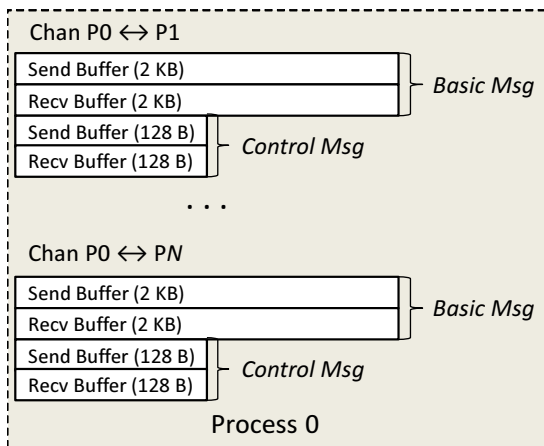 Chan P0 ↔ P1
Send Buffer (2 KB)
Recv Buffer (2 KB)
Basic Msg
Send Buffer (128 B)
Recv Buffer (128 B)
Control Msg
. . .
Chan P0 ↔ PN
Send Buffer (2 KB)
Recv Buffer (2 KB)
Basic Msg
Send Buffer (128 B)
Recv Buffer (128 B)
Control Msg
Process 0